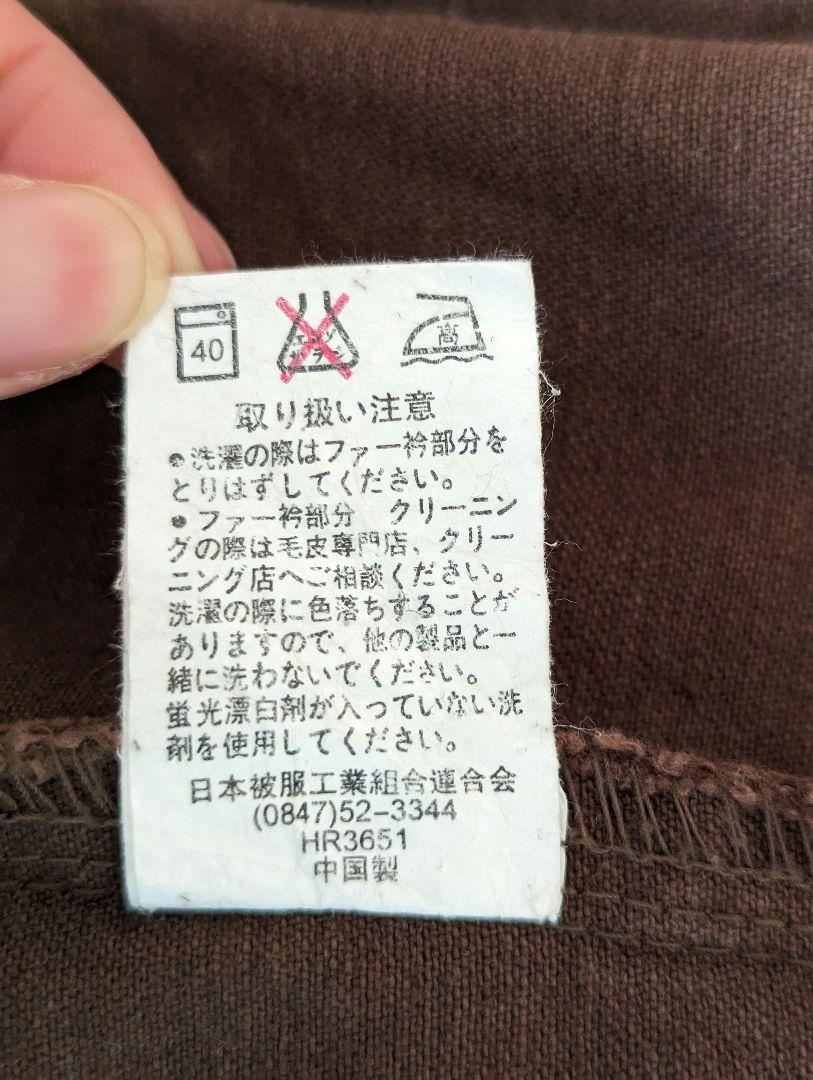 40
エンソ
サラシ
高
取り扱い注意
●洗濯の際はファー衿部分を
とりはずしてください。
●ファー衿部分　クリーニン
グの際は毛皮専門店、クリー
ニング店へご相談ください。
洗濯の際に色落ちすることが
ありますので、他の製品と一
緒に洗わないでください。
蛍光漂白剤が入っていない洗
剤を使用してください。
日本被服工業組合連合会
(0847)52-3344
HR3651
中国製